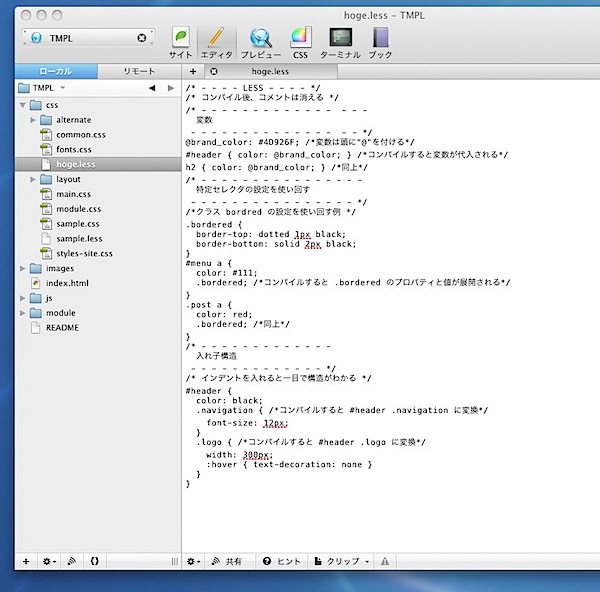 hoge.less – TMPL
TMPL
サイト エディタ プレビュー CSS ターミナル ブック
ローカル リモート
hoge.less
TMPL
css
alternate
common.css
fonts.css
hoge.less
layout
main.css
module.css
sample.css
sample.less
styles-site.css
images
index.html
js
module
README
/* - - - - LESS - - - - */
/* コンパイル後、コメントは消える */
/* - - - - - - - - - - - - - - - -
変数
- - - - - - - - - - - - - - - - */
@brand_color: #4D926F; /*変数は頭に"@"を付ける*/
#header { color: @brand_color; } /*コンパイルすると変数が代入される*/
h2 { color: @brand_color; } /*同上*/
/* - - - - - - - - - - - - -
特定セレクタの設定を使い回す
- - - - - - - - - - - - - - - - */
/*クラス bordred の設定を使い回す例 */
.bordered {
border-top: dotted 1px black;
border-bottom: solid 2px black;
}
#menu a {
color: #111;
.bordered; /*コンパイルすると .bordered のプロパティと値が展開される*/
}
.post a {
color: red;
.bordered; /*同上*/
}
/* - - - - - - - - - - - - -
入れ子構造
- - - - - - - - - - - - - */
/* インデントを入れると一目で構造がわかる */
#header {
color: black;
.navigation { /*コンパイルすると #header .navigation に変換*/
font-size: 12px;
}
.logo { /*コンパイルすると #header .logo に変換*/
width: 300px;
:hover { text-decoration: none }
}
}
共有 ヒント クリップ